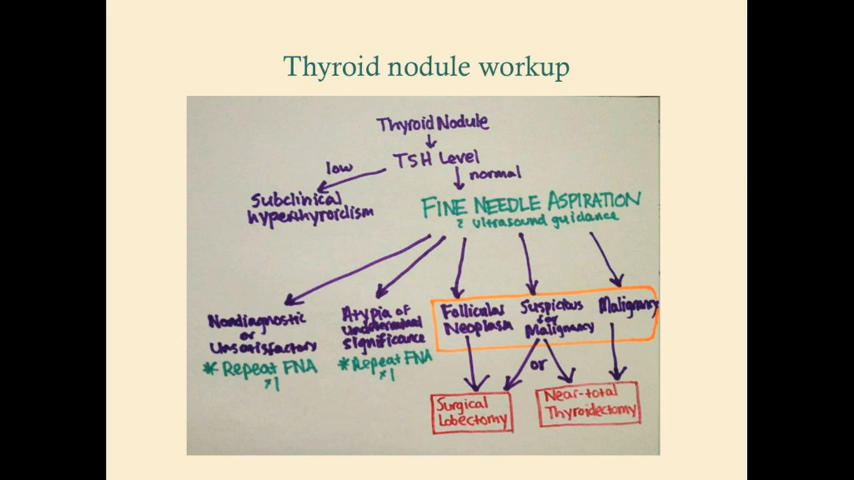 Thyroid nodule workup
Thyroid Nodule
TSH Level
low
normal
Subclinical
hyperthyroidism
FINE NEEDLE ASPIRATION
ultrasound guidance
Nondiagnostic
or
Unsatisfactory
* Repeat FNA
x1
Atypia of
Undetermined
Significance
* Repeat FNA
x1
Follicular
Neoplasm
Suspicious
for
Malignancy
Malignancy
or
Surgical
Lobectomy
Near-total
Thyroidectomy